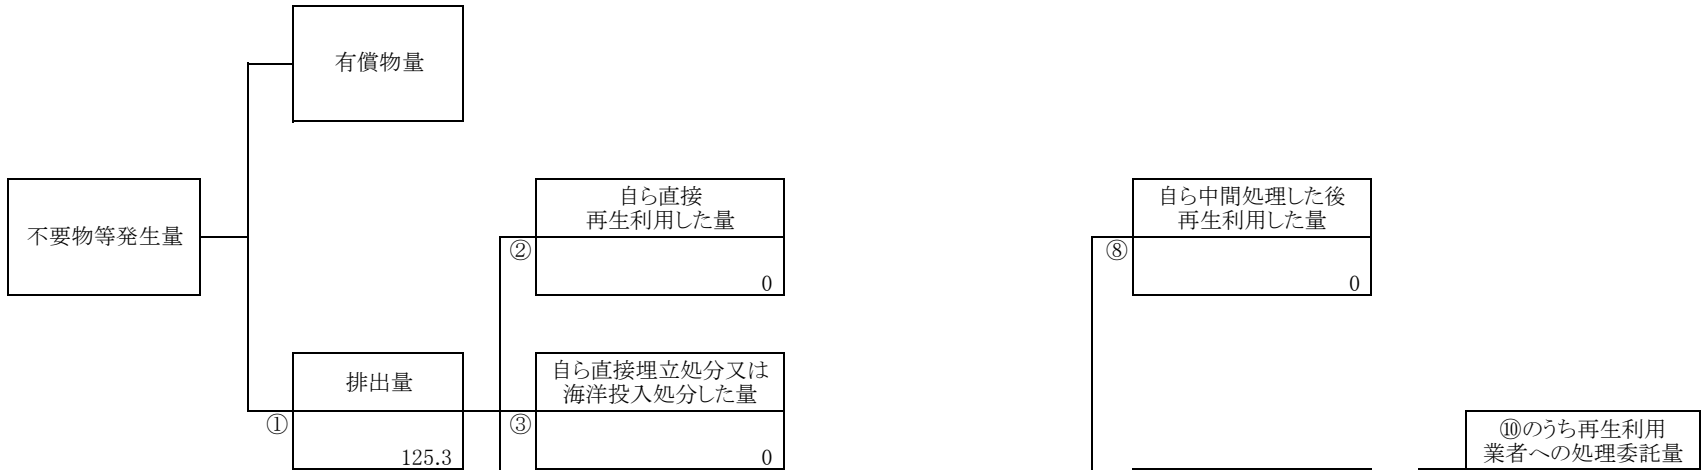 有償物量
不要物等発生量
自ら直接
再生利用した量
②
0
自ら中間処理した後
再生利用した量
⑧
0
排出量
①
125.3
自ら直接埋立処分又は
海洋投入処分した量
③
0
⑩のうち再生利用
業者への処理委託量